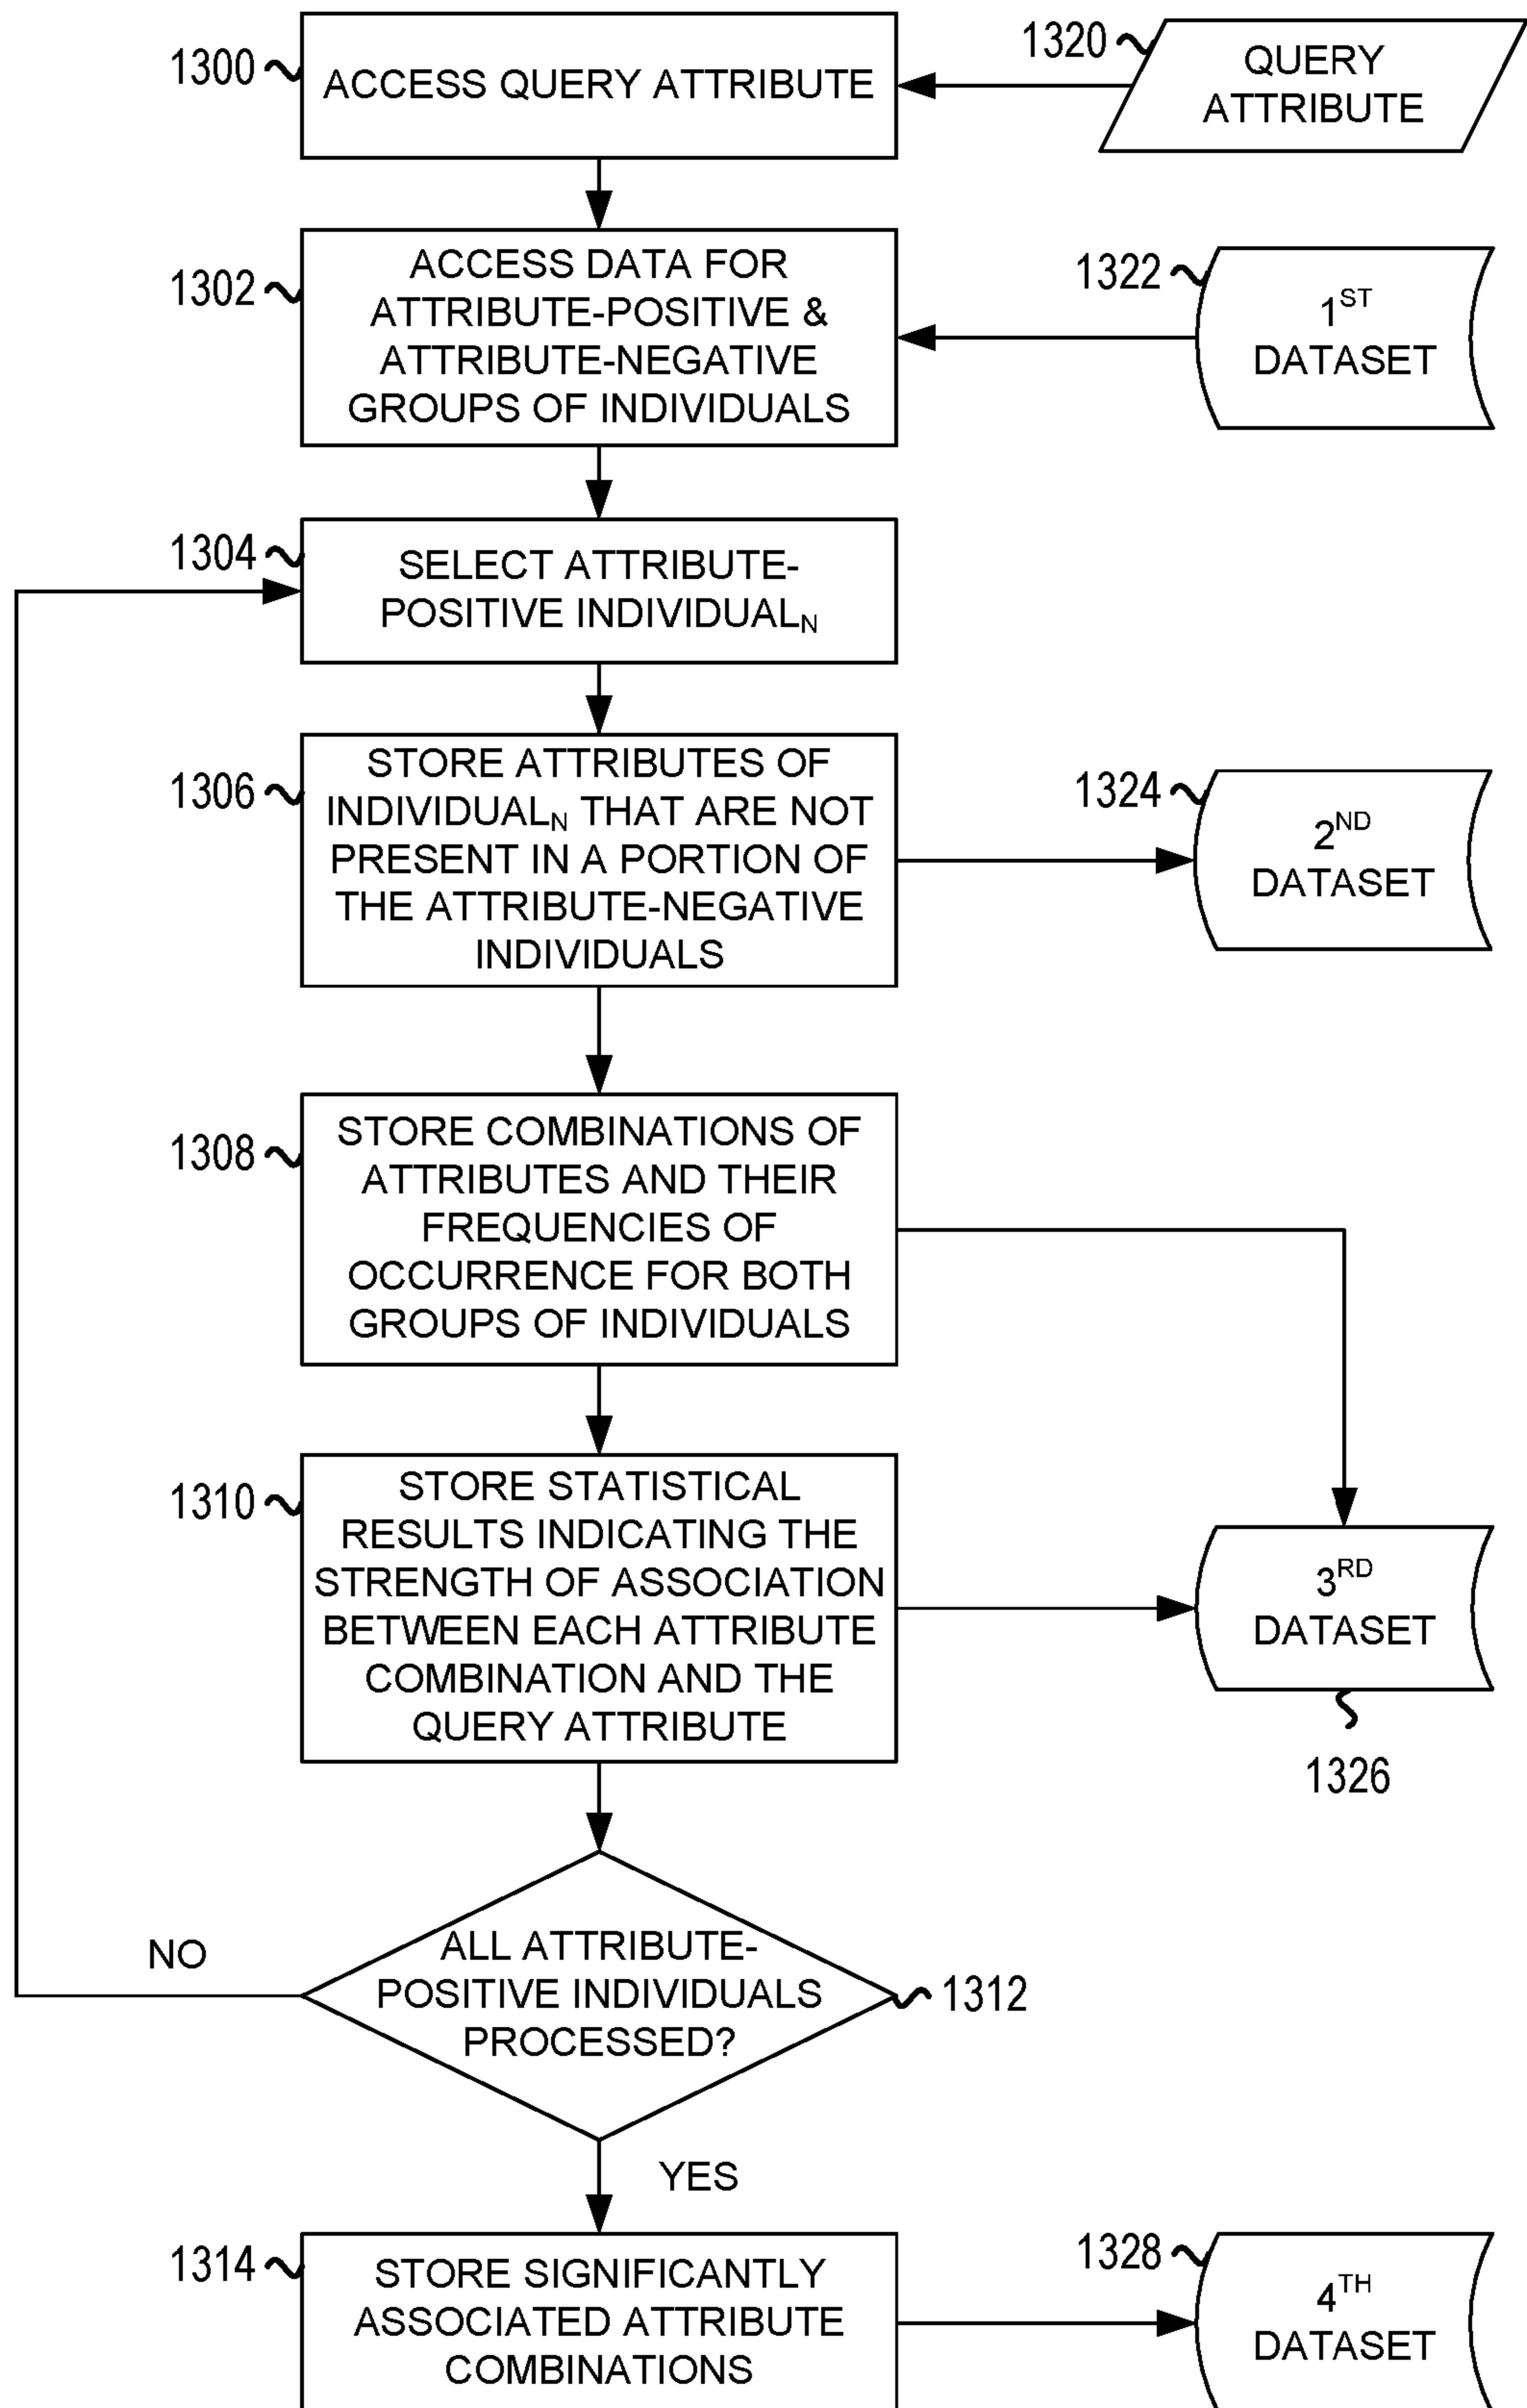 1300
ACCESS QUERY ATTRIBUTE
1320
QUERY
ATTRIBUTE
1302
ACCESS DATA FOR
ATTRIBUTE-POSITIVE &
ATTRIBUTE-NEGATIVE
GROUPS OF INDIVIDUALS
1322
1ST
DATASET
1304
SELECT ATTRIBUTE-
POSITIVE INDIVIDUALN
1306
STORE ATTRIBUTES OF
INDIVIDUALN THAT ARE NOT
PRESENT IN A PORTION OF
THE ATTRIBUTE-NEGATIVE
INDIVIDUALS
1324
2ND
DATASET
1308
STORE COMBINATIONS OF
ATTRIBUTES AND THEIR
FREQUENCIES OF
OCCURRENCE FOR BOTH
GROUPS OF INDIVIDUALS
1310
STORE STATISTICAL
RESULTS INDICATING THE
STRENGTH OF ASSOCIATION
BETWEEN EACH ATTRIBUTE
COMBINATION AND THE
QUERY ATTRIBUTE
3RD
DATASET
1326
NO
ALL ATTRIBUTE-
POSITIVE INDIVIDUALS
PROCESSED?
1312
YES
1314
STORE SIGNIFICANTLY
ASSOCIATED ATTRIBUTE
COMBINATIONS
1328
4TH
DATASET